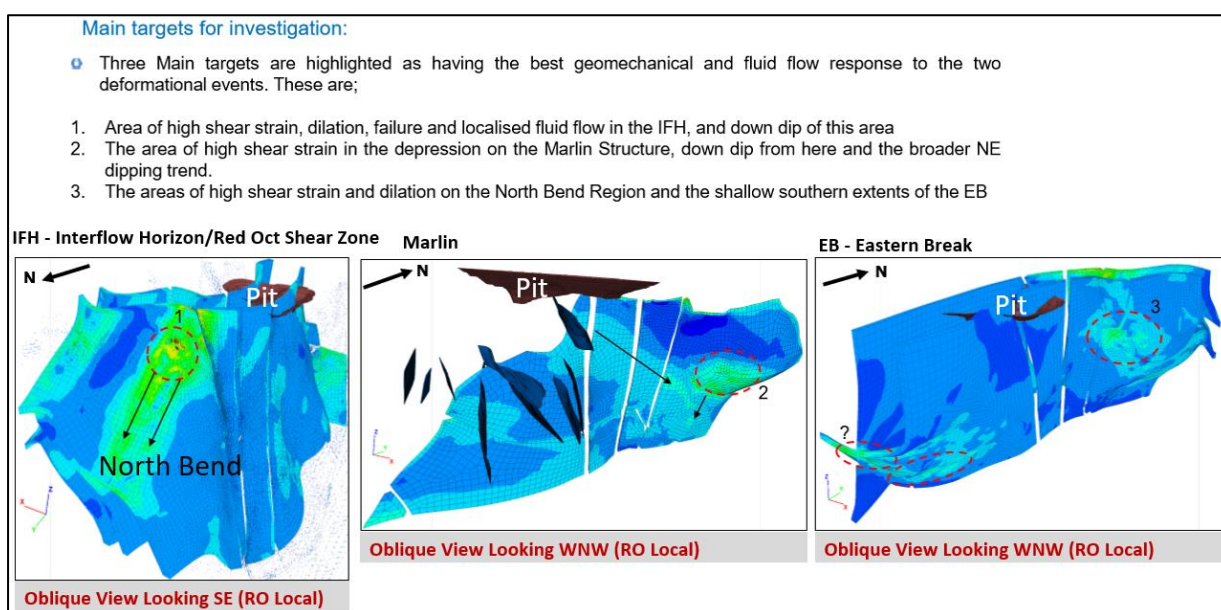 Main targets for investigation:
Three Main targets are highlighted as having the best geomechanical and fluid flow response to the two
deformational events. These are;
1. Area of high shear strain, dilation, failure and localised fluid flow in the IFH, and down dip of this area
2. The area of high shear strain in the depression on the Marlin Structure, down dip from here and the broader NE
dipping trend.
3. The areas of high shear strain and dilation on the North Bend Region and the shallow southern extents of the EB
IFH - Interflow Horizon/Red Oct Shear Zone
N
Pit
1
North Bend
X
Y
Z
Oblique View Looking SE (RO Local)
Marlin
N
Pit
2
Z
X
Oblique View Looking WNW (RO Local)
EB - Eastern Break
N
Pit
3
?
Z
X
Oblique View Looking WNW (RO Local)